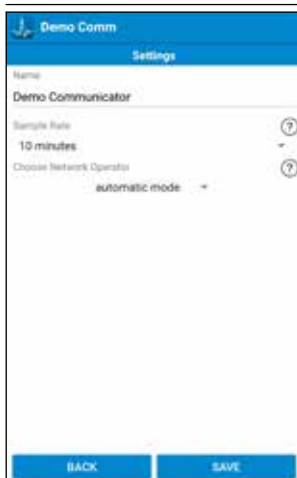 Demo Comm
Settings
Name
Demo Communicator
Sample Rate
?
10 minutes
Choose Network Operator
?
automatic mode
BACK SAVE